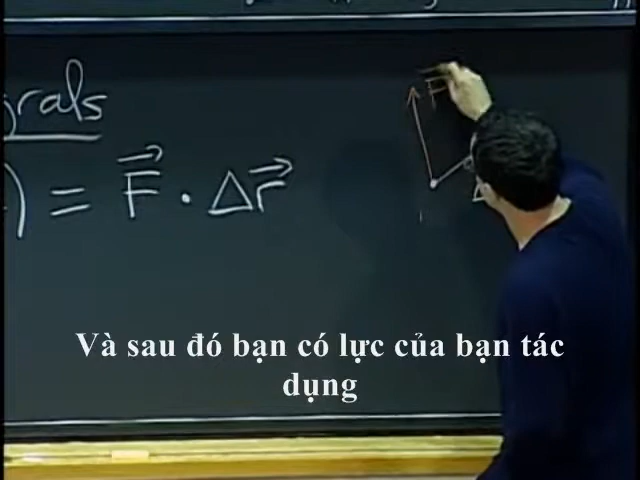 grals
) = F⃗ · Δr⃗
F⃗
Và sau đó bạn có lực của bạn tác
dụng